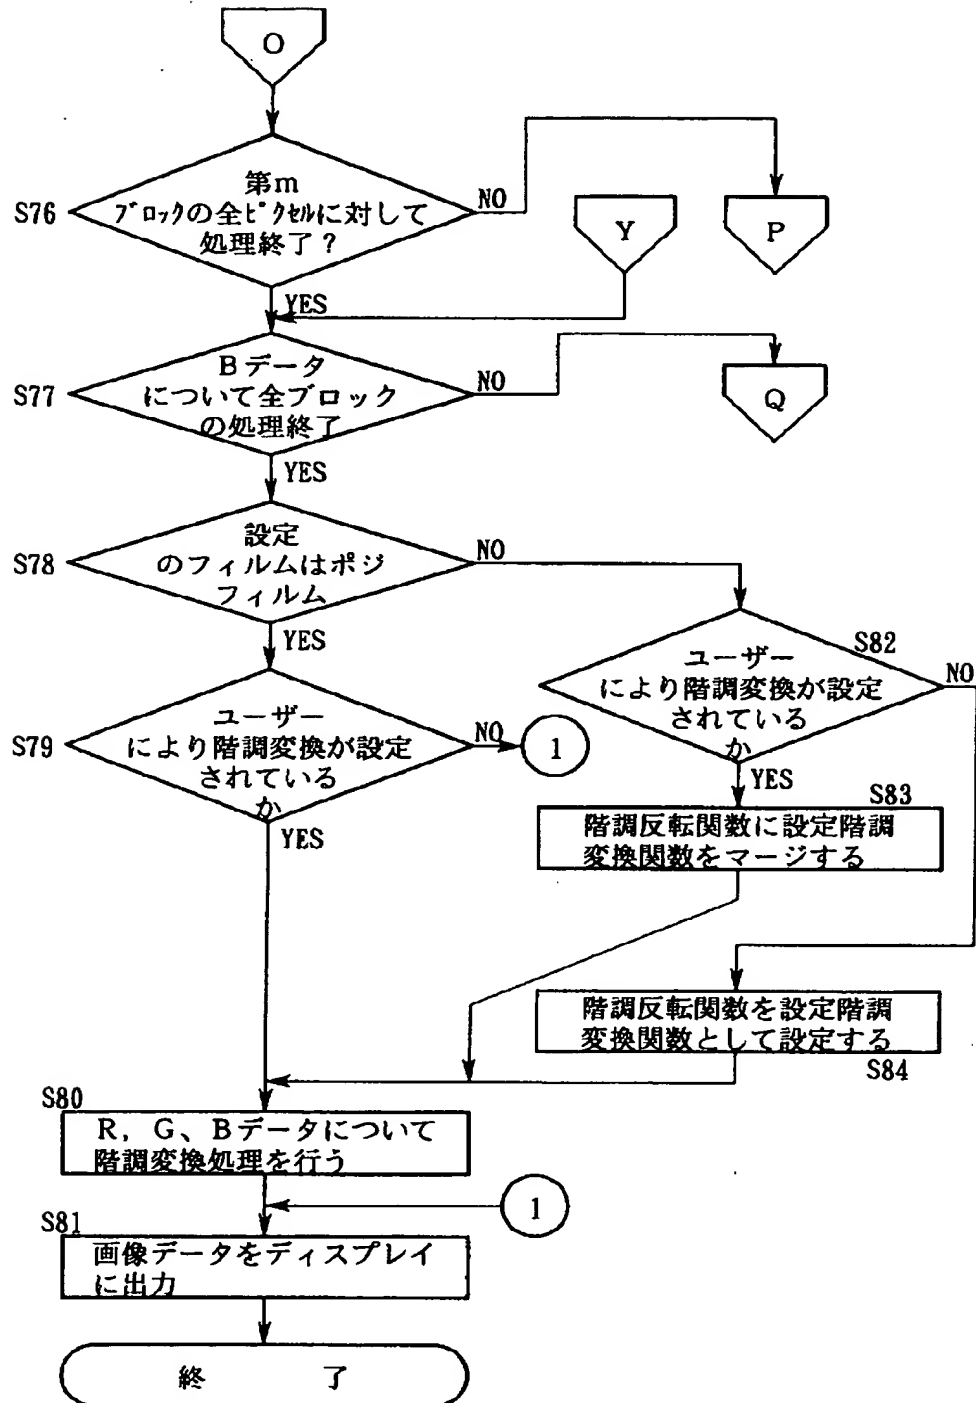 O
第m
S76
NO
ﾌﾞﾛｯｸの全ﾋﾟｸｾﾙに対して
処理終了?
Y
P
YES
Bデータ
S77
NO
について全ブロック
の処理終了
Q
YES
設定
S78
NO
のフィルムはポジ
フィルム
YES
S82
ユーザー
NO
により階調変換が設定
されている
か
YES
ユーザー
S79
NO
1
により階調変換が設定
されている
か
YES
S83
階調反転関数に設定階調
変換関数をマージする
階調反転関数を設定階調
変換関数として設定する
S84
S80
R, G、Bデータについて
階調変換処理を行う
1
S81
画像データをディスプレイ
に出力
終 了